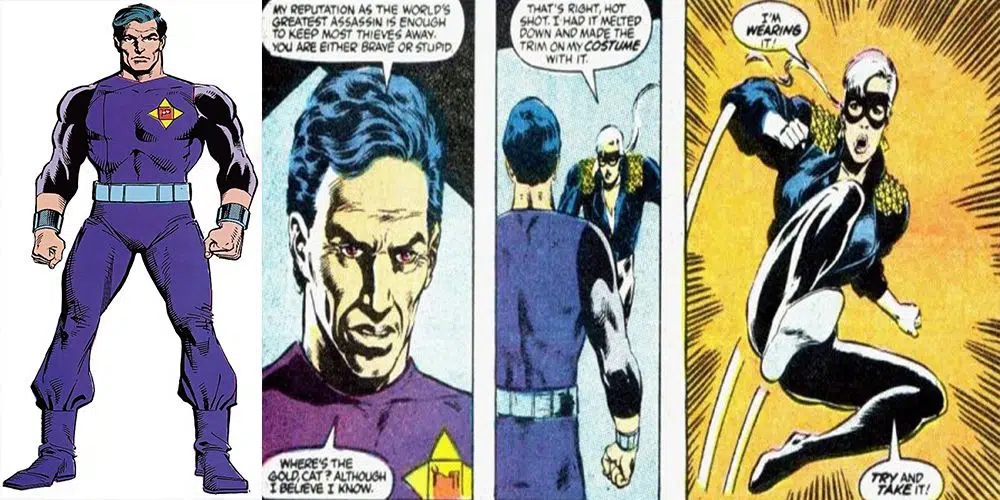 MY REPUTATION AS THE WORLD'S
GREATEST ASSASSIN IS ENOUGH
TO KEEP MOST THIEVES AWAY.
YOU ARE EITHER BRAVE OR STUPID.
WHERE'S THE
GOLD, CAT? ALTHOUGH
I BELIEVE I KNOW.
THAT'S RIGHT, HOT
SHOT. I HAD IT MELTED
DOWN AND MADE THE
TRIM ON MY COSTUME
WITH IT.
I'M
WEARING
IT!
TRY AND
TAKE IT!